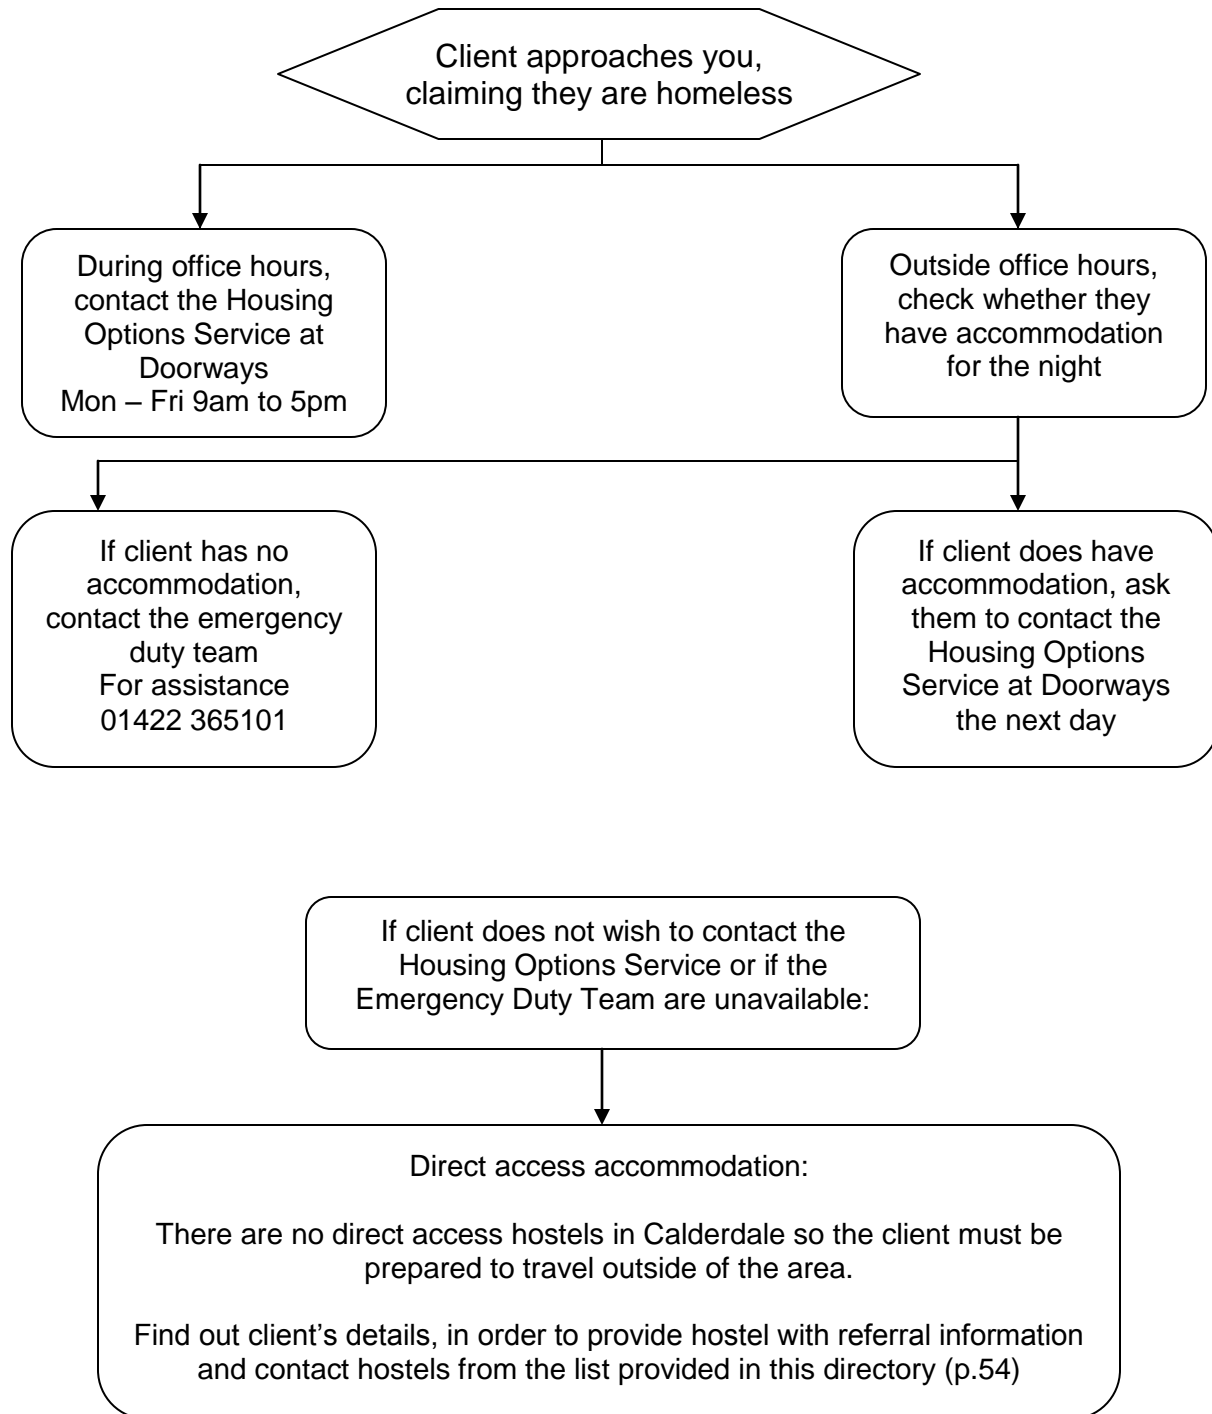 Client approaches you,
claiming they are homeless
During office hours,
contact the Housing
Options Service at
Doorways
Mon – Fri 9am to 5pm
Outside office hours,
check whether they
have accommodation
for the night
If client has no
accommodation,
contact the emergency
duty team
For assistance
01422 365101
If client does have
accommodation, ask
them to contact the
Housing Options
Service at Doorways
the next day
If client does not wish to contact the
Housing Options Service or if the
Emergency Duty Team are unavailable:
Direct access accommodation:
There are no direct access hostels in Calderdale so the client must be
prepared to travel outside of the area.
Find out client’s details, in order to provide hostel with referral information
and contact hostels from the list provided in this directory (p.54)